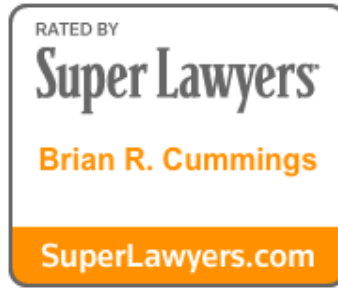 RATED BY
Super Lawyers
Brian R. Cummings
SuperLawyers.com